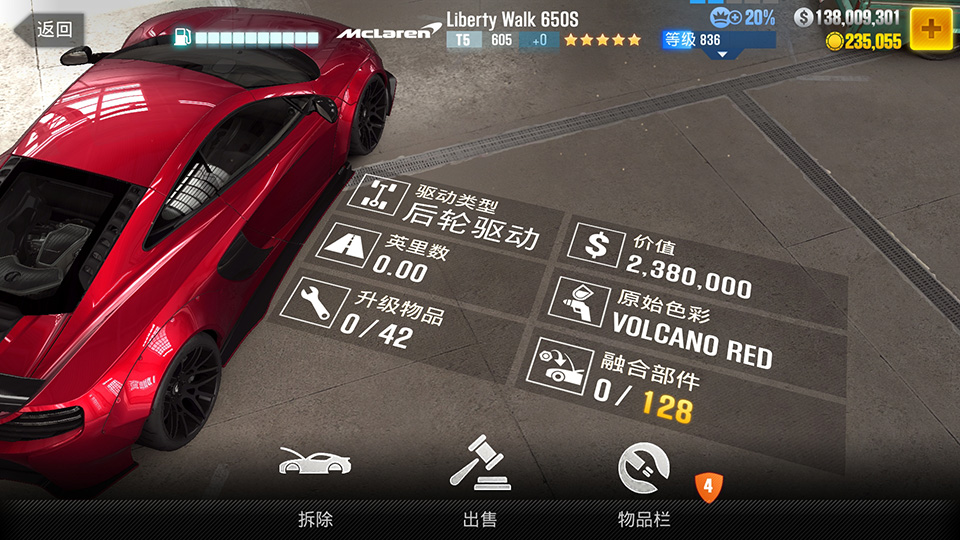 返回
McLaren
Liberty Walk 650S
T5 605 +0
20%
等级 836
138,009,301
235,055
驱动类型
后轮驱动
英里数
0.00
升级物品
0 / 42
价值
2,380,000
原始色彩
VOLCANO RED
融合部件
0 / 128
拆除
出售
物品栏
4